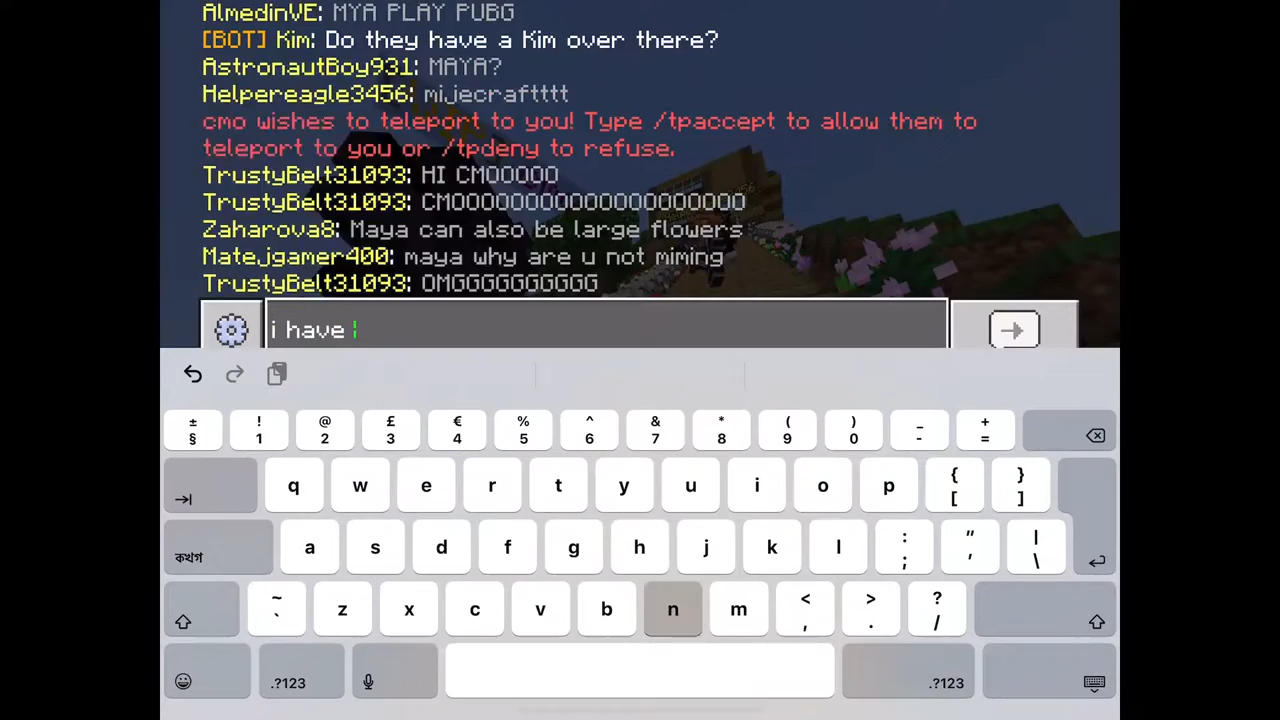 AlmedinVE: MYA PLAY PUBG
[BOT] Kim: Do they have a Kim over there?
AstronautBoy931: MAYA?
Helpereagle3456: mijecraftttt
cmo wishes to teleport to you! Type /tpaccept to allow them to
teleport to you or /tpdeny to refuse.
TrustyBelt31093: HI CMOOOOO
TrustyBelt31093: CMOOOOOOOOOOOOOOOOOOOOOO
Zaharova8: Maya can also be large flowers
Matejgamer400: maya why are u not miming
TrustyBelt31093: OMGGGGGGGGGG
i have
± ! @ £ € % ^ & * ( ) _ +
§ 1 2 3 4 5 6 7 8 9 0 - =
q w e r t y u i o p { }
[ ]
কখগ a s d f g h j k l : " |
; ' \
~ z x c v b n m < > ?
` , . /
.?123 .?123